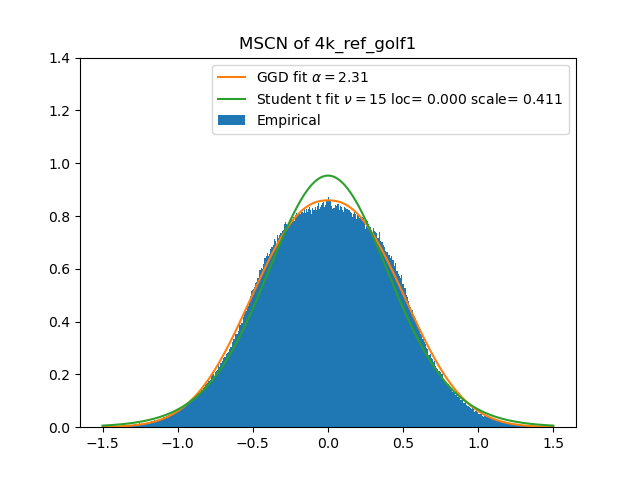 MSCN of 4k_ref_golf1
GGD fit α = 2.31
Student t fit ν = 15 loc= 0.000 scale= 0.411
Empirical
1.4
1.2
1.0
0.8
0.6
0.4
0.2
0.0
−1.5 −1.0 −0.5 0.0 0.5 1.0 1.5